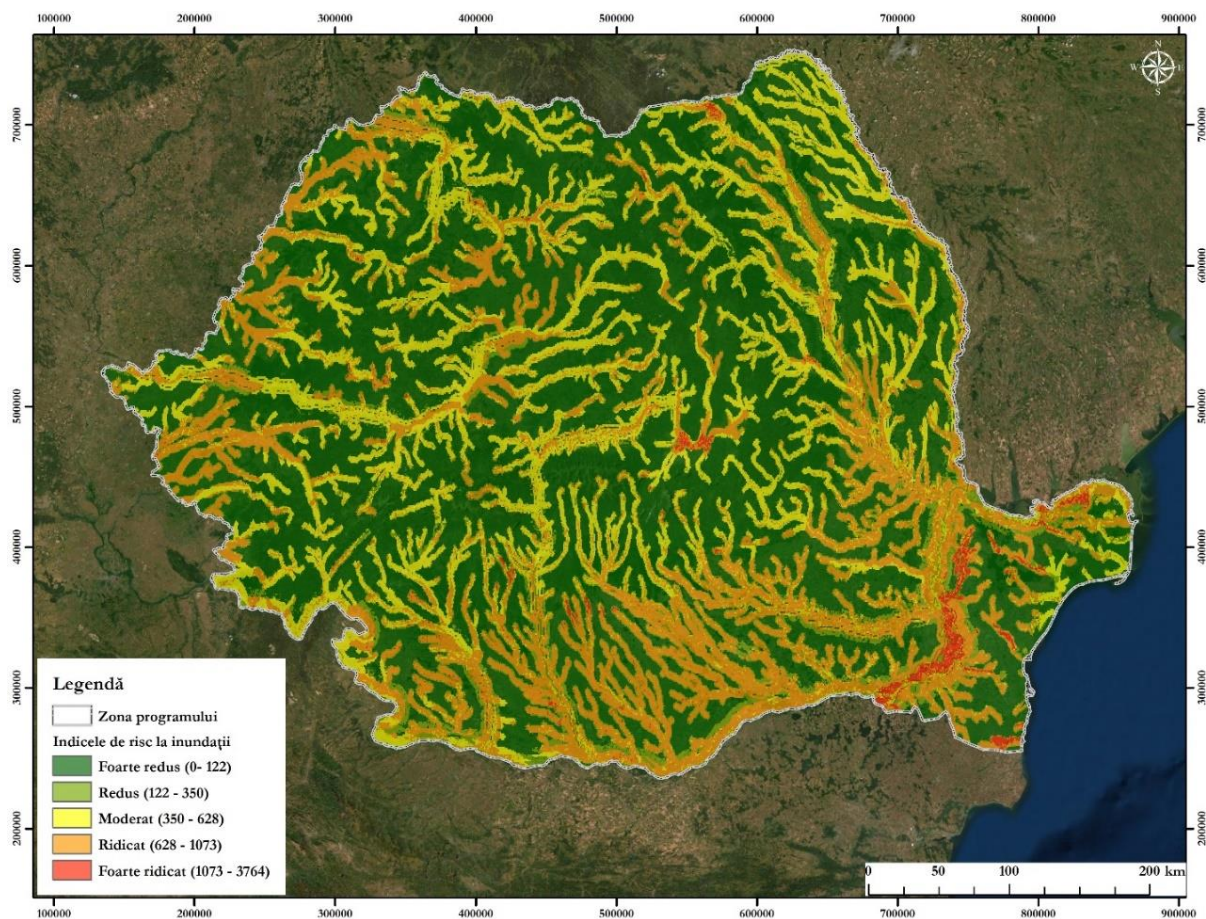 100000 200000 300000 400000 500000 600000 700000 800000 900000
N
W E
S
700000 700000
600000 600000
500000 500000
400000 400000
300000 300000
200000 200000
Legendă
Zona programului
Indicele de risc la inundații
Foarte redus (0- 122)
Redus (122 - 350)
Moderat (350 - 628)
Ridicat (628 - 1073)
Foarte ridicat (1073 - 3764)
0 50 100 200 km
100000 200000 300000 400000 500000 600000 700000 800000 900000